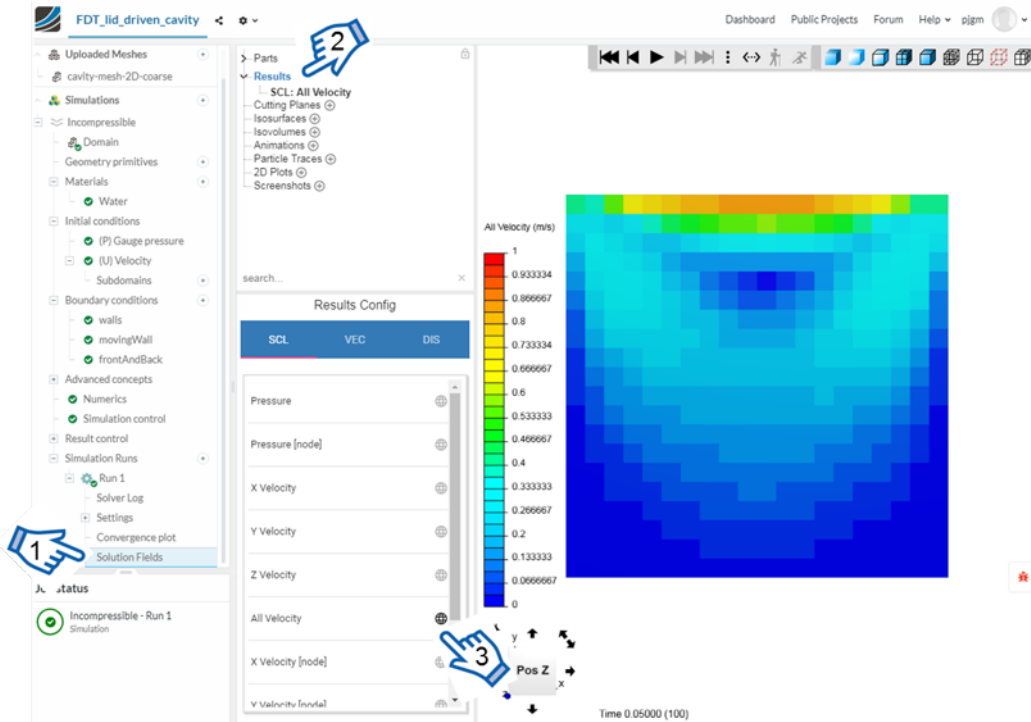 FDT_lid_driven_cavity
Dashboard Public Projects Forum Help pjgm
Uploaded Meshes
cavity-mesh-2D-coarse
Simulations
Incompressible
Domain
Geometry primitives
Materials
Water
Initial conditions
(P) Gauge pressure
(U) Velocity
Subdomains
Boundary conditions
walls
movingWall
frontAndBack
Advanced concepts
Numerics
Simulation control
Result control
Simulation Runs
Run 1
Solver Log
Settings
Convergence plot
Solution Fields
1
status
Incompressible - Run 1
Simulation
2
Parts
Results
SCL: All Velocity
Cutting Planes
Isosurfaces
Isovolumes
Animations
Particle Traces
2D Plots
Screenshots
search...
Results Config
SCL VEC DIS
Pressure
Pressure [node]
X Velocity
Y Velocity
Z Velocity
All Velocity
X Velocity [node]
Y Velocity [node]
3
All Velocity (m/s)
1
0.933334
0.866667
0.8
0.733334
0.666667
0.6
0.533333
0.466667
0.4
0.333333
0.266667
0.2
0.133333
0.0666667
0
y
Pos Z
x
Time 0.05000 (100)